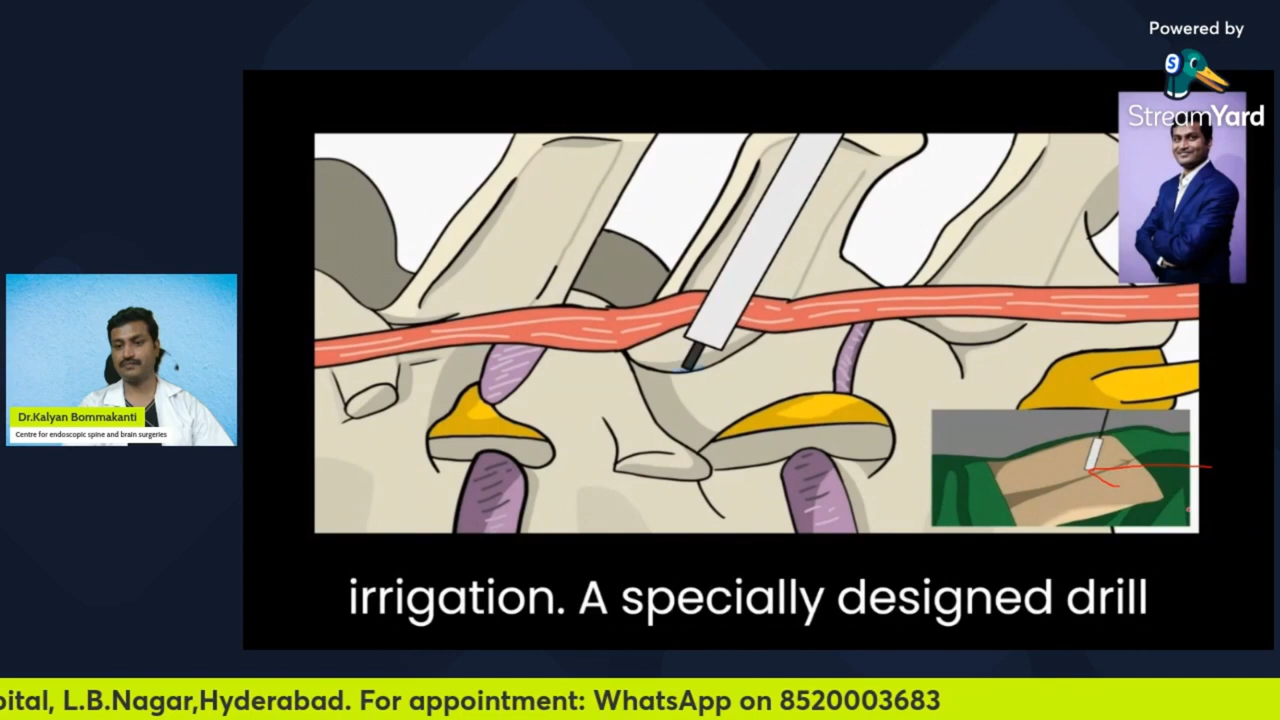 Powered by
S
StreamYard
Dr.Kalyan Bommakanti
Centre for endoscopic spine and brain surgeries
irrigation. A specially designed drill
pital, L.B.Nagar,Hyderabad. For appointment: WhatsApp on 8520003683